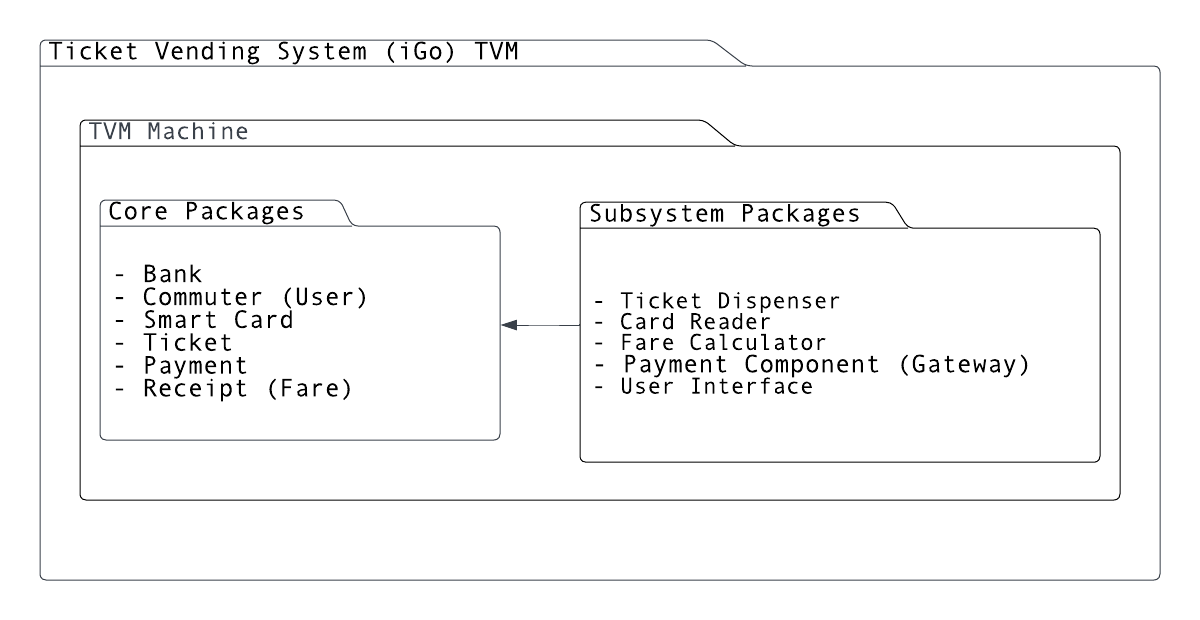 Ticket Vending System (iGo) TVM
TVM Machine
Core Packages
- Bank
- Commuter (User)
- Smart Card
- Ticket
- Payment
- Receipt (Fare)
Subsystem Packages
- Ticket Dispenser
- Card Reader
- Fare Calculator
- Payment Component (Gateway)
- User Interface